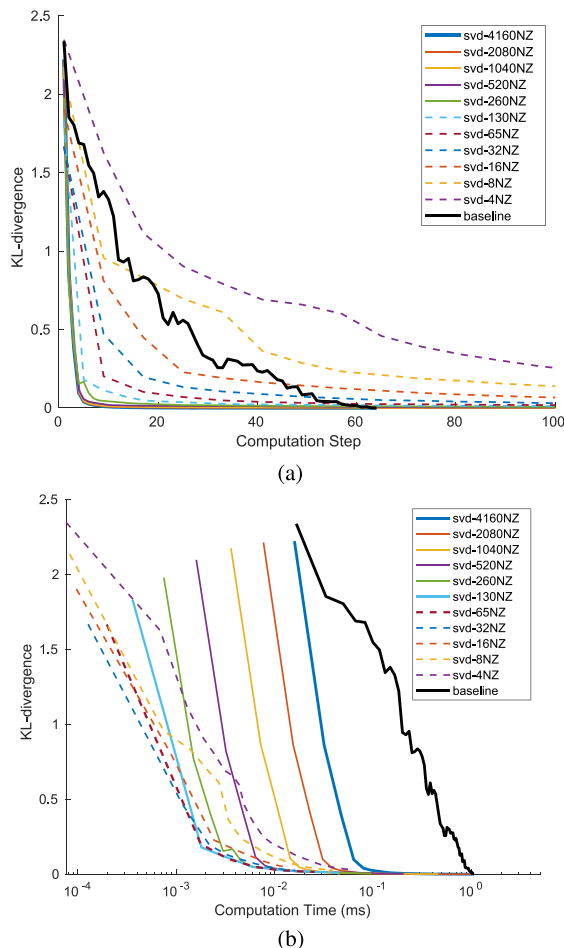 2.5
2
1.5
1
0.5
0
0
20
40
60
80
100
KL-divergence
Computation Step
svd-4160NZ
svd-2080NZ
svd-1040NZ
svd-520NZ
svd-260NZ
svd-130NZ
svd-65NZ
svd-32NZ
svd-16NZ
svd-8NZ
svd-4NZ
baseline
(a)
2.5
2
1.5
1
0.5
0
10⁻⁴
10⁻³
10⁻²
10⁻¹
10⁰
KL-divergence
Computation Time (ms)
svd-4160NZ
svd-2080NZ
svd-1040NZ
svd-520NZ
svd-260NZ
svd-130NZ
svd-65NZ
svd-32NZ
svd-16NZ
svd-8NZ
svd-4NZ
baseline
(b)